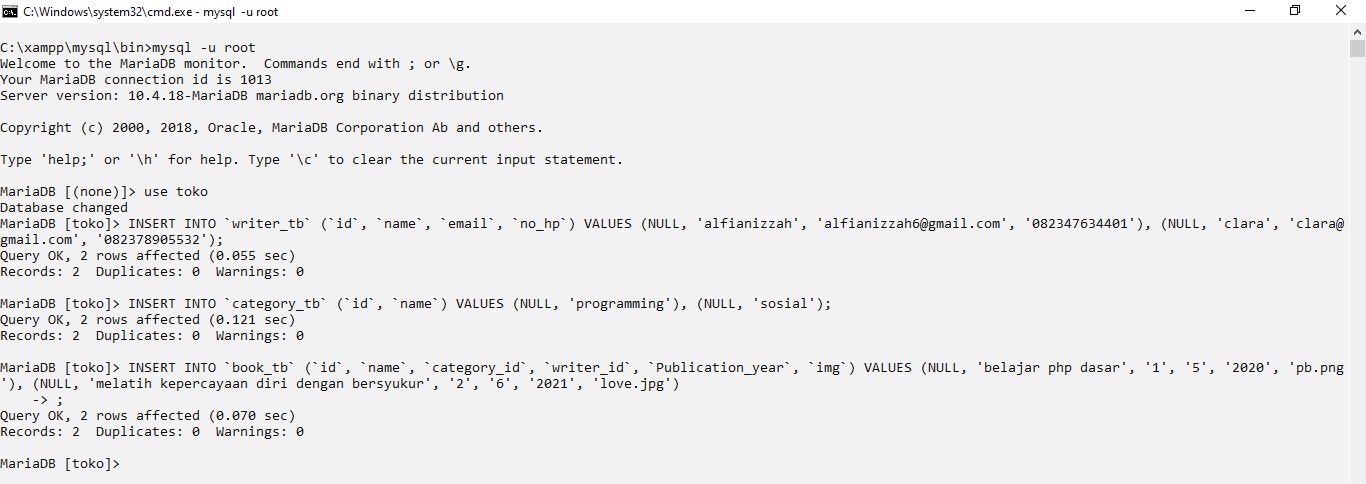 C:\Windows\system32\cmd.exe - mysql  -u root
C:\xampp\mysql\bin>mysql -u root
Welcome to the MariaDB monitor.  Commands end with ; or \g.
Your MariaDB connection id is 1013
Server version: 10.4.18-MariaDB mariadb.org binary distribution
Copyright (c) 2000, 2018, Oracle, MariaDB Corporation Ab and others.
Type 'help;' or '\h' for help. Type '\c' to clear the current input statement.
MariaDB [(none)]> use toko
Database changed
MariaDB [toko]> INSERT INTO `writer_tb` (`id`, `name`, `email`, `no_hp`) VALUES (NULL, 'alfianizzah', 'alfianizzah6@gmail.com', '082347634401'), (NULL, 'clara', 'clara@
gmail.com', '082378905532');
Query OK, 2 rows affected (0.055 sec)
Records: 2  Duplicates: 0  Warnings: 0
MariaDB [toko]> INSERT INTO `category_tb` (`id`, `name`) VALUES (NULL, 'programming'), (NULL, 'sosial');
Query OK, 2 rows affected (0.121 sec)
Records: 2  Duplicates: 0  Warnings: 0
MariaDB [toko]> INSERT INTO `book_tb` (`id`, `name`, `category_id`, `writer_id`, `Publication_year`, `img`) VALUES (NULL, 'belajar php dasar', '1', '5', '2020', 'pb.png
'), (NULL, 'melatih kepercayaan diri dengan bersyukur', '2', '6', '2021', 'love.jpg')
    -> ;
Query OK, 2 rows affected (0.070 sec)
Records: 2  Duplicates: 0  Warnings: 0
MariaDB [toko]>